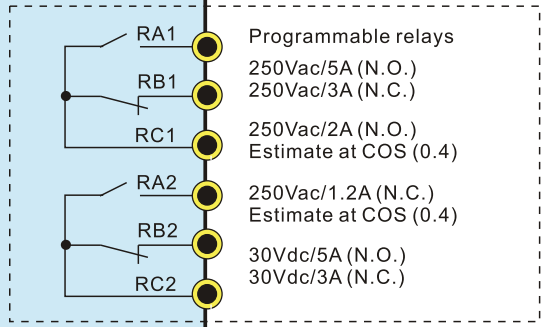 RA1
RB1
RC1
RA2
RB2
RC2
Programmable relays
250Vac/5A (N.O.)
250Vac/3A (N.C.)
250Vac/2A (N.O.)
Estimate at COS (0.4)
250Vac/1.2A (N.C.)
Estimate at COS (0.4)
30Vdc/5A (N.O.)
30Vdc/3A (N.C.)